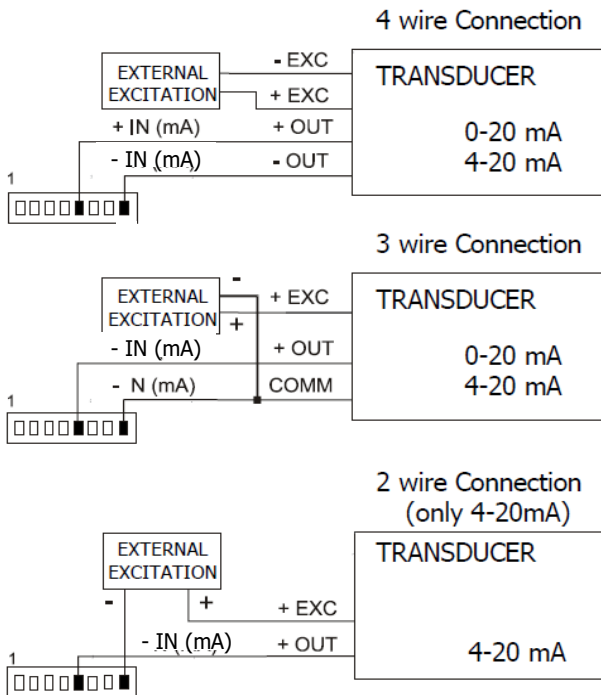 4 wire Connection
EXTERNAL
EXCITATION
- EXC
+ EXC
TRANSDUCER
+ IN (mA)
+ OUT
0-20 mA
- IN (mA)
- OUT
4-20 mA
1
3 wire Connection
EXTERNAL
EXCITATION
-
+
+ EXC
TRANSDUCER
- IN (mA)
+ OUT
0-20 mA
- N (mA)
COMM
4-20 mA
1
2 wire Connection
(only 4-20mA)
EXTERNAL
EXCITATION
TRANSDUCER
-
+
+ EXC
- IN (mA)
+ OUT
4-20 mA
1